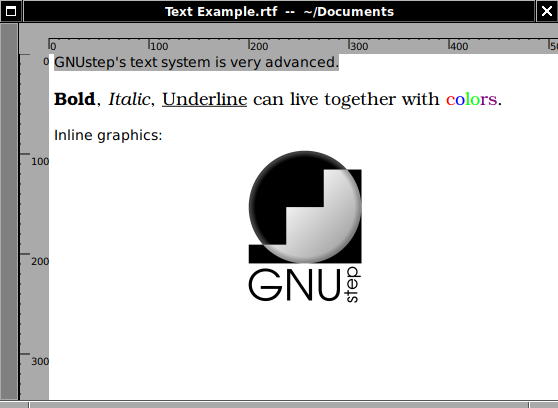 Text Example.rtf -- ~/Documents
0 100 200 300 400 500
0
GNUstep's text system is very advanced.
Bold, Italic, Underline can live together with colors.
Inline graphics:
100
200
GNU step
300